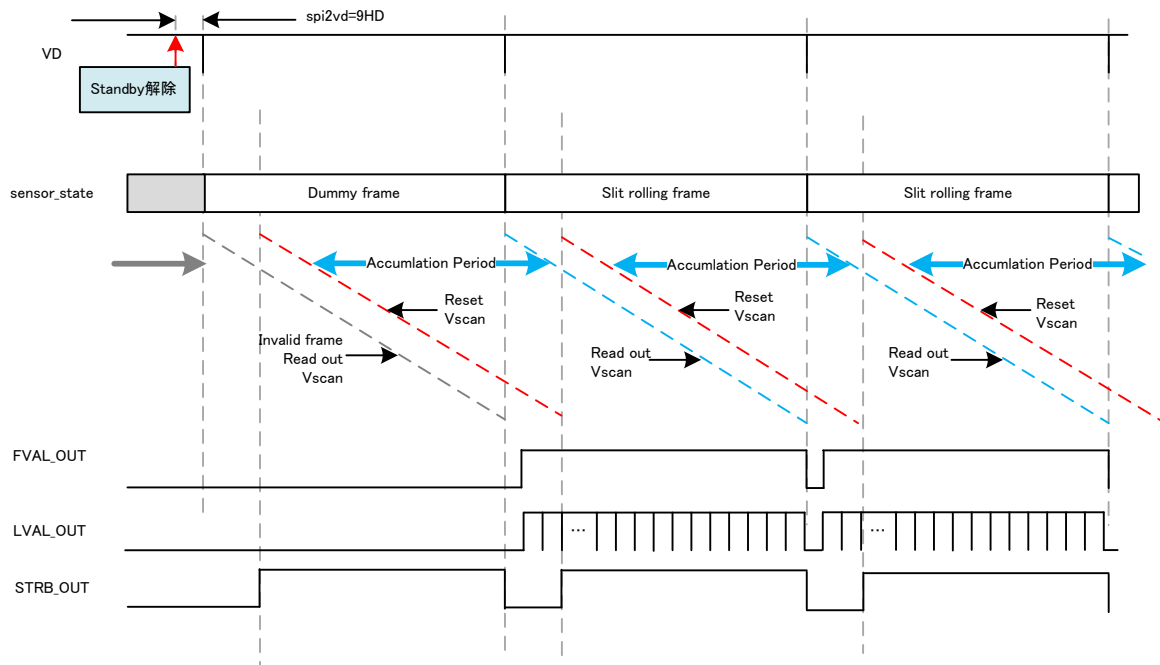 spi2vd=9HD
VD
Standby解除
sensor_state
Dummy frame
Slit rolling frame
Slit rolling frame
Accumlation Period
Accumlation Period
Accumlation Period
Reset
Vscan
Reset
Vscan
Reset
Vscan
Invalid frame
Read out
Vscan
Read out
Vscan
Read out
Vscan
FVAL_OUT
LVAL_OUT
...
...
STRB_OUT